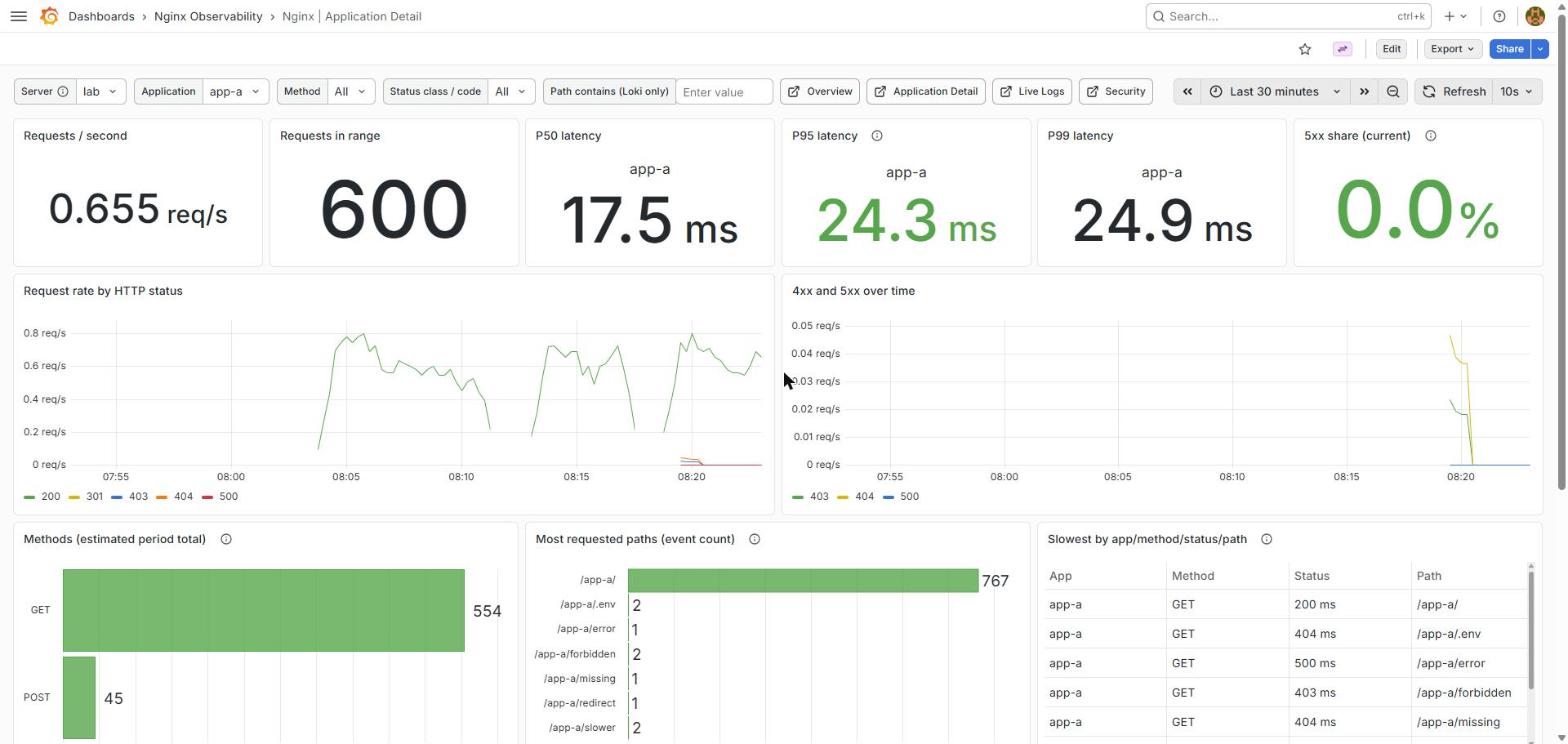 Dashboards › Nginx Observability › Nginx | Application Detail
Search... ctrl+k
Edit Export Share
Server lab Application app-a Method All Status class / code All Path contains (Loki only) Enter value Overview Application Detail Live Logs Security Last 30 minutes Refresh 10s
Requests / second
0.655 req/s
Requests in range
600
P50 latency
app-a
17.5 ms
P95 latency
app-a
24.3 ms
P99 latency
app-a
24.9 ms
5xx share (current)
0.0%
Request rate by HTTP status
0.8 req/s
0.6 req/s
0.4 req/s
0.2 req/s
0 req/s
07:55 08:00 08:05 08:10 08:15 08:20
200 301 403 404 500
4xx and 5xx over time
0.05 req/s
0.04 req/s
0.03 req/s
0.02 req/s
0.01 req/s
0 req/s
07:55 08:00 08:05 08:10 08:15 08:20
403 404 500
Methods (estimated period total)
GET 554
POST 45
Most requested paths (event count)
/app-a/ 767
/app-a/.env 2
/app-a/error 1
/app-a/forbidden 2
/app-a/missing 1
/app-a/redirect 1
/app-a/slower 2
Slowest by app/method/status/path
App Method Status Path
app-a GET 200 ms /app-a/
app-a GET 404 ms /app-a/.env
app-a GET 500 ms /app-a/error
app-a GET 403 ms /app-a/forbidden
app-a GET 404 ms /app-a/missing